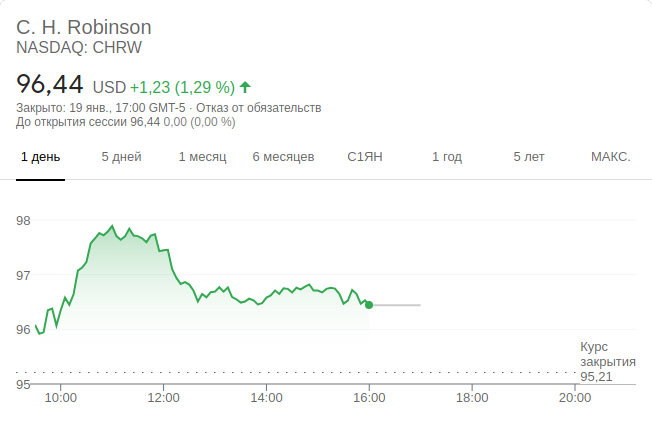 C. H. Robinson
NASDAQ: CHRW
96,44 USD +1,23 (1,29 %)
Закрыто: 19 янв., 17:00 GMT-5 · Отказ от обязательств
До открытия сессии 96,44 0,00 (0,00 %)
1 день 5 дней 1 месяц 6 месяцев С1ЯН 1 год 5 лет МАКС.
98
97
96
Курс
закрытия
95,21
95
10:00 12:00 14:00 16:00 18:00 20:00